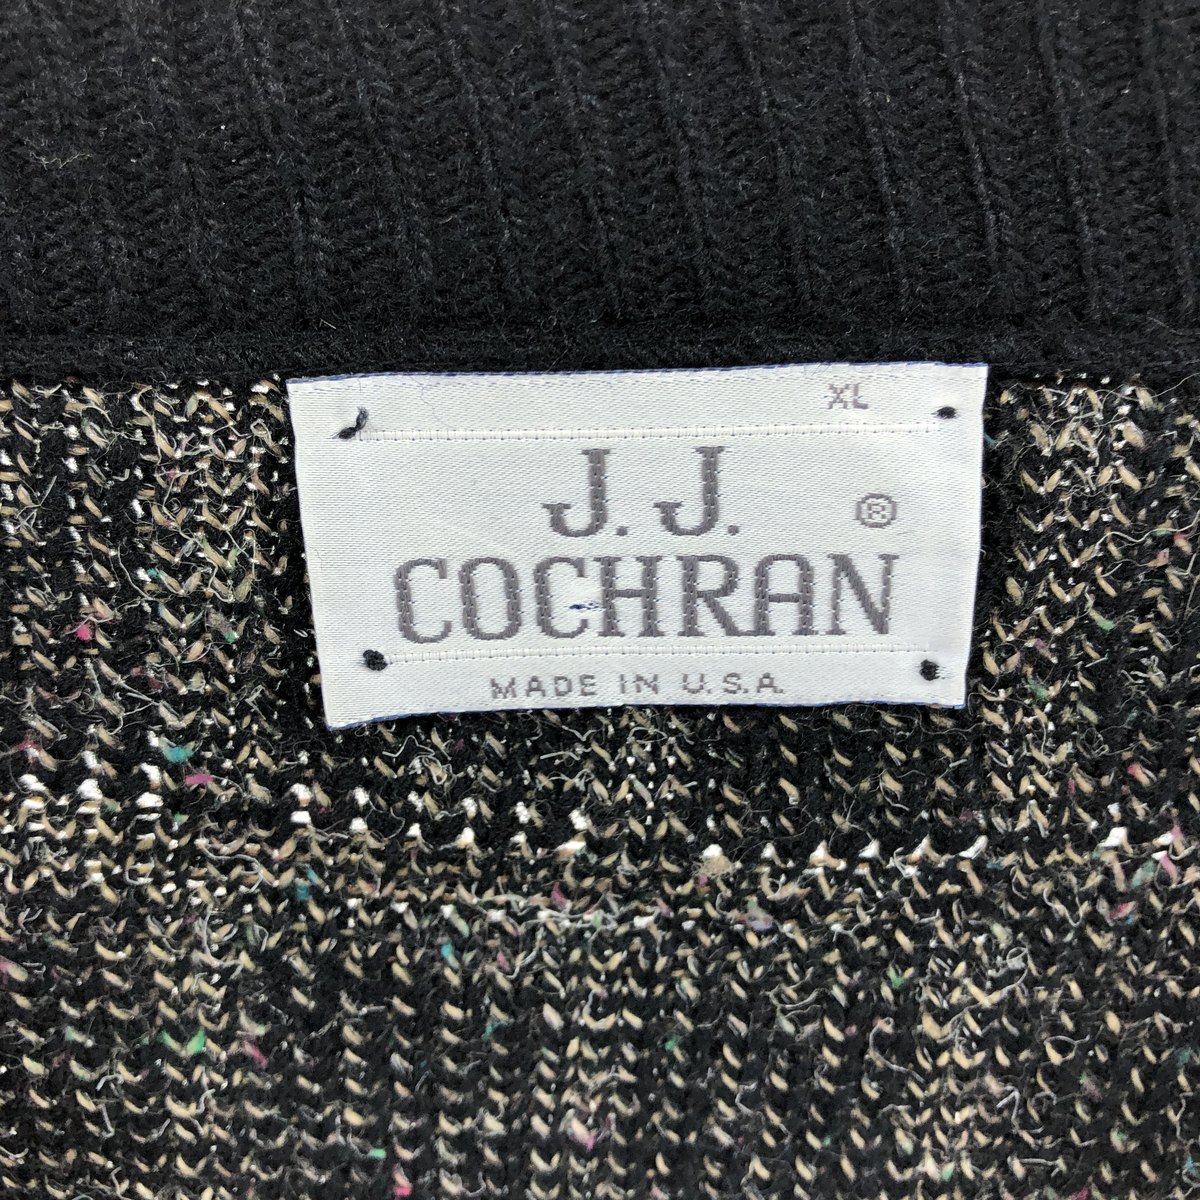 XL
J. J. ®
COCHRAN
MADE IN U.S.A.